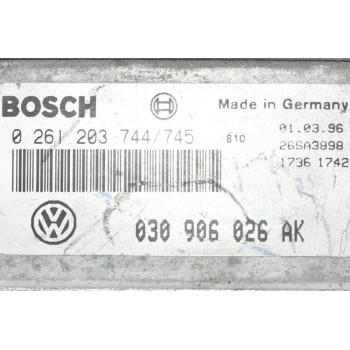 BOSCH
Made in Germany
0 261 203 744/745
810
01.03.96
26SA3898
1736 1742
VW
030 906 026 AK